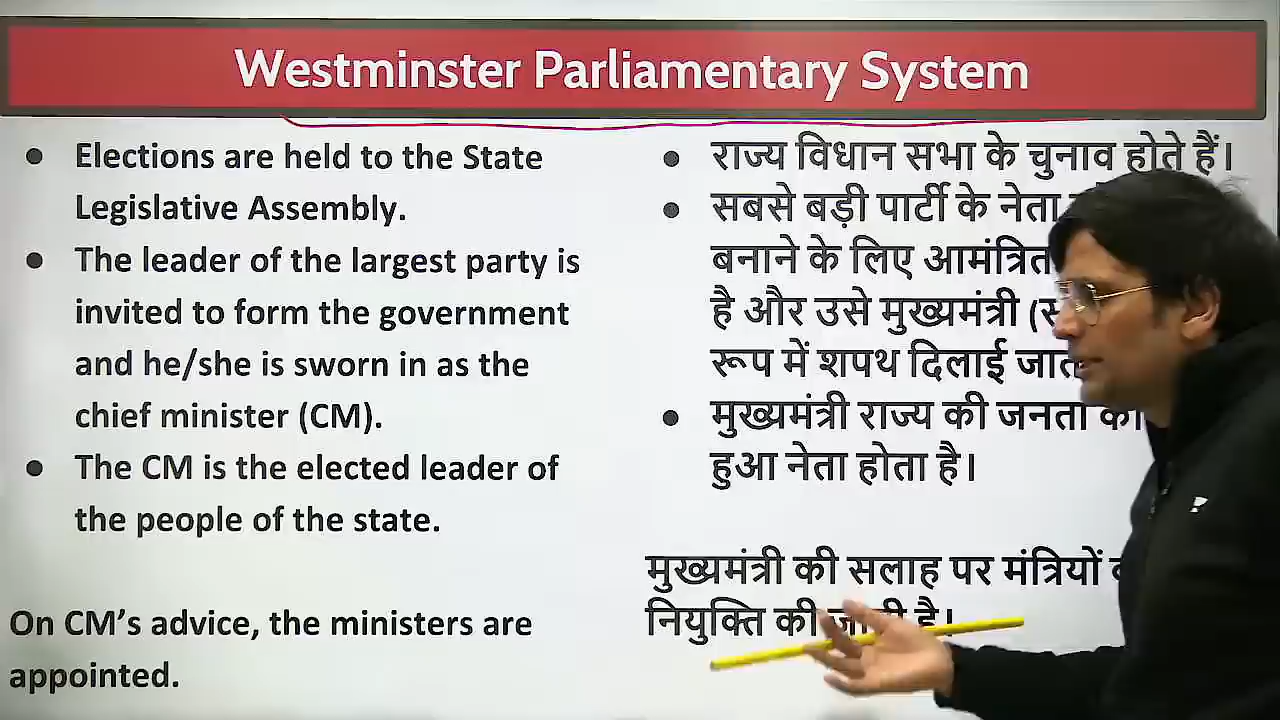 Westminster Parliamentary System
Elections are held to the State
Legislative Assembly.
The leader of the largest party is
invited to form the government
and he/she is sworn in as the
chief minister (CM).
The CM is the elected leader of
the people of the state.
On CM’s advice, the ministers are
appointed.
राज्य विधान सभा के चुनाव होते हैं।
सबसे बड़ी पार्टी के नेता
बनाने के लिए आमंत्रित
है और उसे मुख्यमंत्री
रूप में शपथ दिलाई
मुख्यमंत्री राज्य की जनता
हुआ नेता होता है।
मुख्यमंत्री की सलाह पर मंत्रियों
नियुक्ति की है।